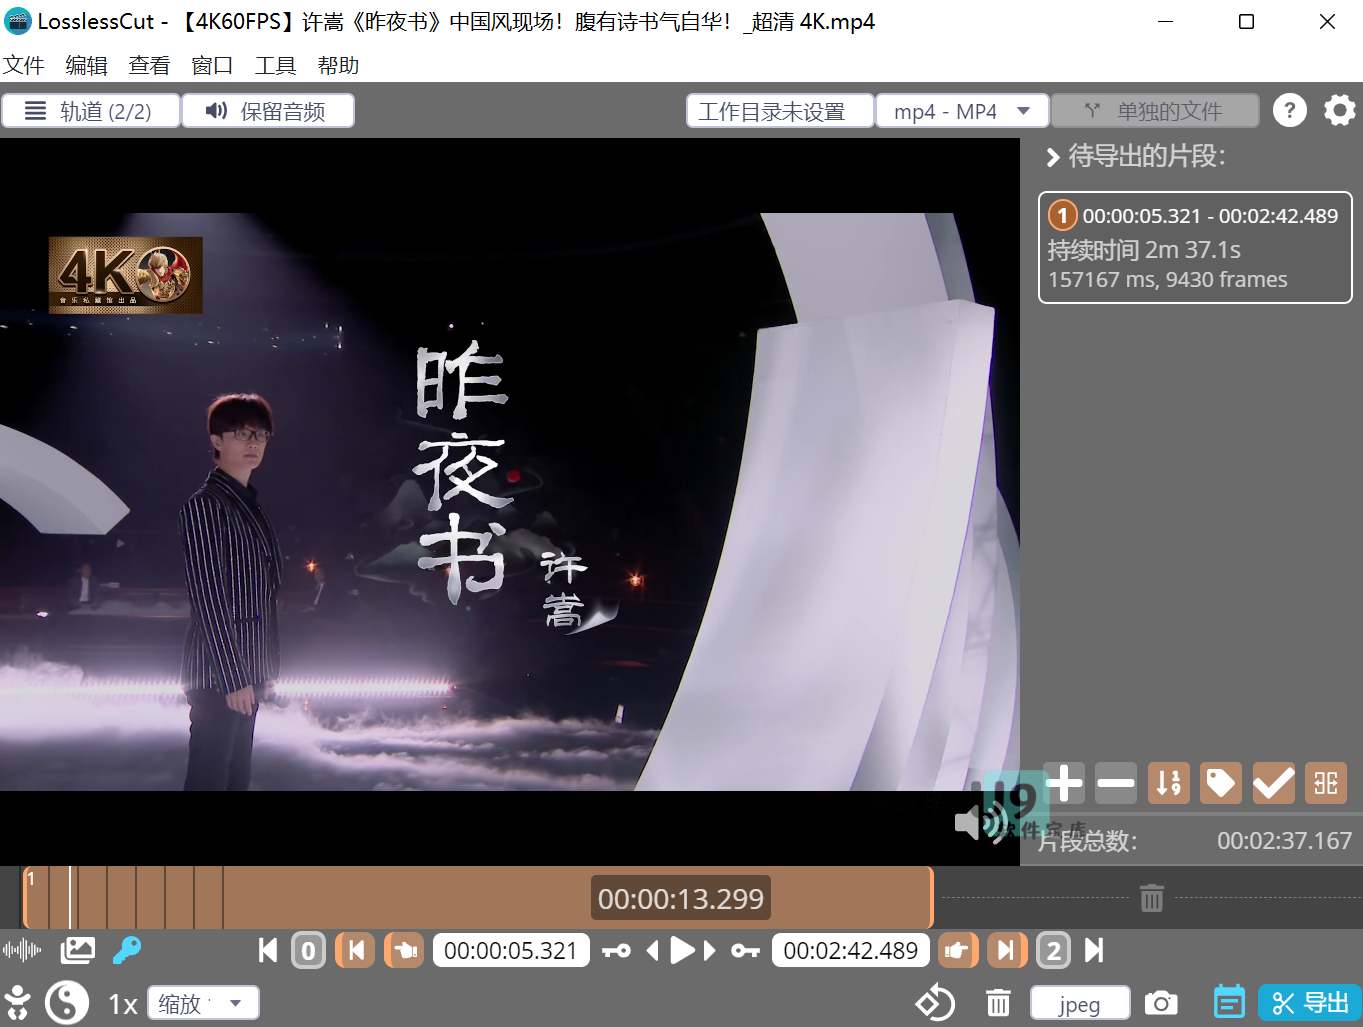 LosslessCut - 【4K60FPS】许嵩《昨夜书》中国风现场！腹有诗书气自华！_超清 4K.mp4
文件 编辑 查看 窗口 工具 帮助
轨道 (2/2) 保留音频 工作目录未设置 mp4 - MP4 单独的文件 ?
待导出的片段：
1 00:00:05.321 - 00:02:42.489
持续时间 2m 37.1s
157167 ms, 9430 frames
4K
音乐私藏馆出品
昨夜书
许嵩
U9
软件宝库
片段总数： 00:02:37.167
1
00:00:13.299
0 00:00:05.321 00:02:42.489 2
1x 缩放 jpeg 导出